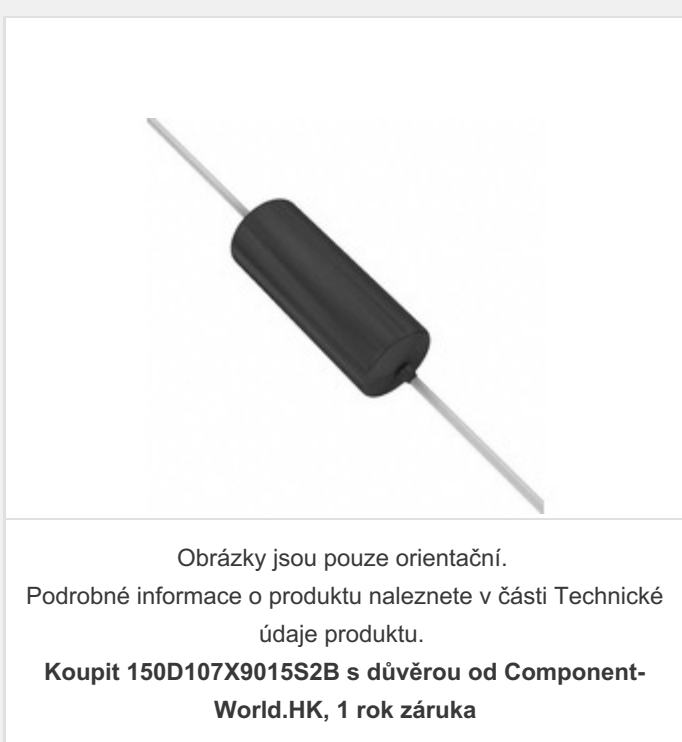 Obrázky jsou pouze orientační.
Podrobné informace o produktu naleznete v části Technické
údaje produktu.
Koupit 150D107X9015S2B s důvěrou od Component-
World.HK, 1 rok záruka